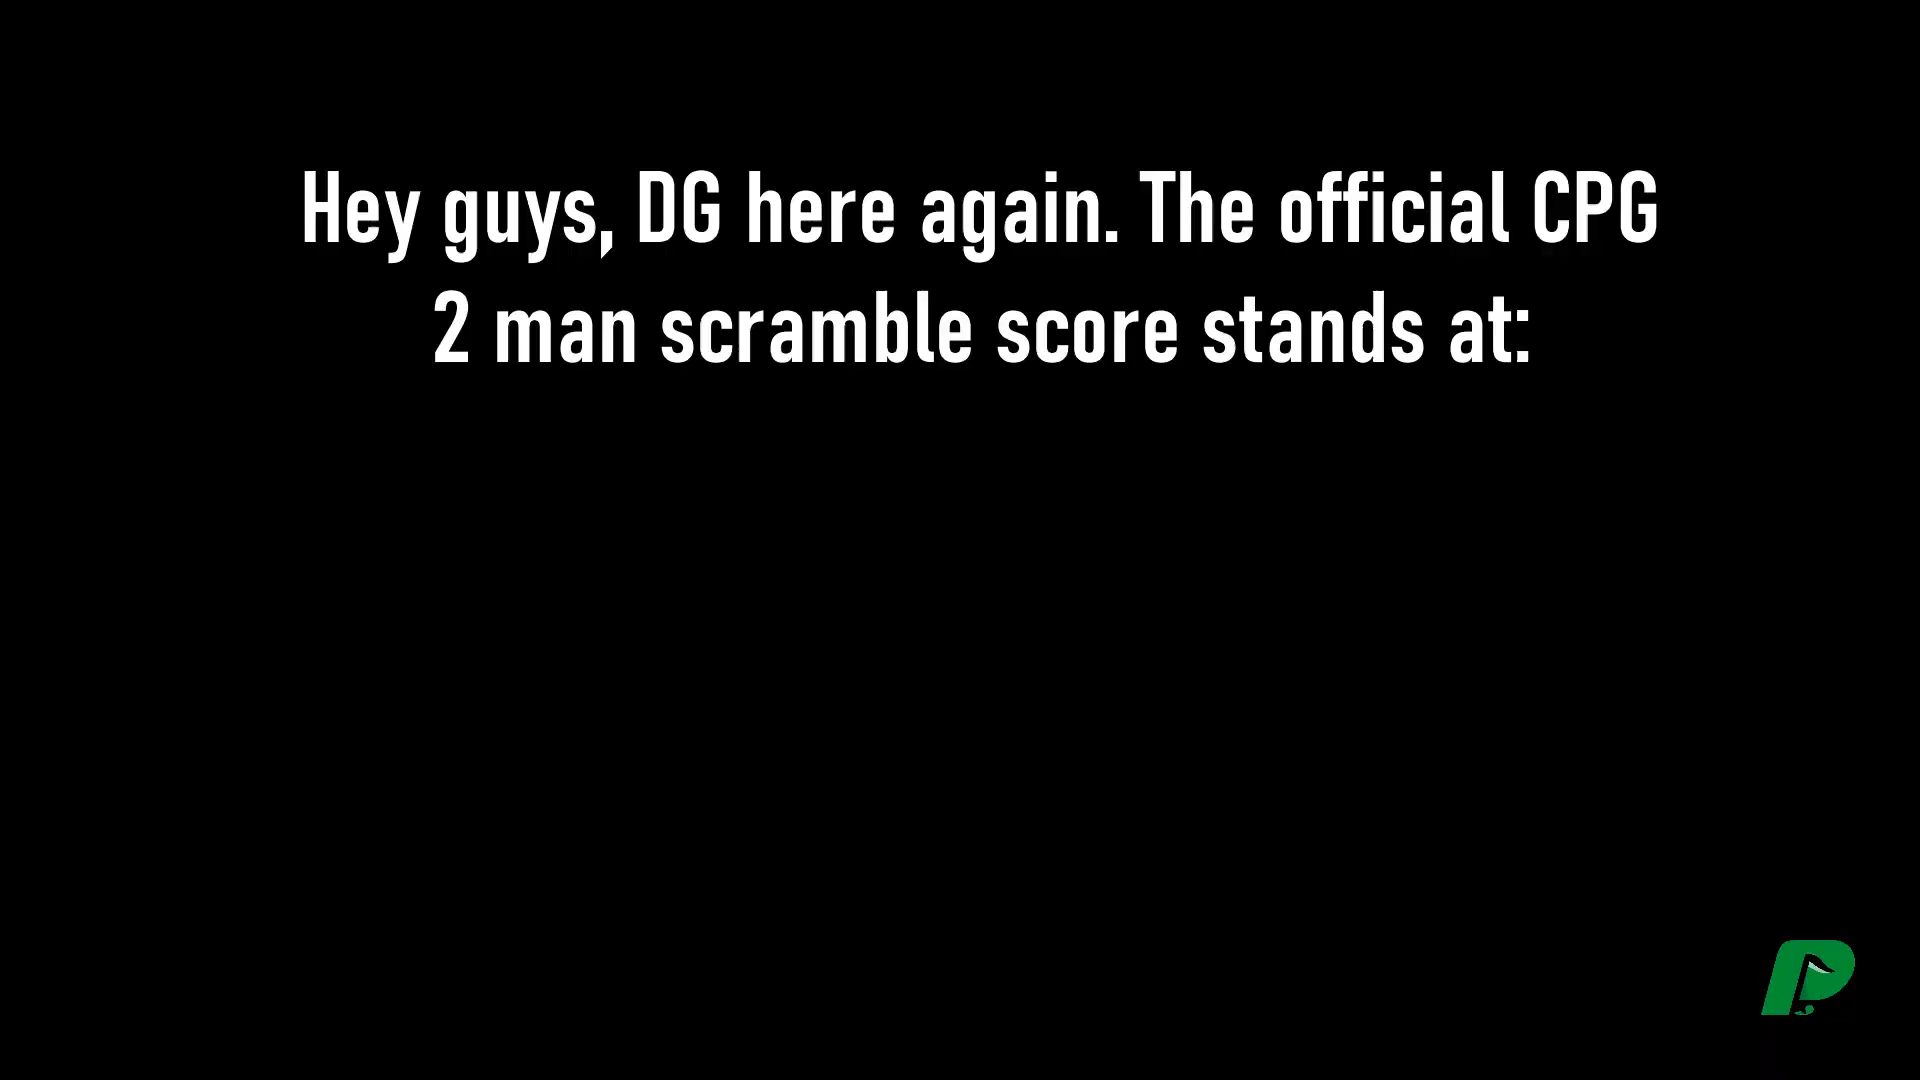 Hey guys, DG here again. The official CPG
2 man scramble score stands at: